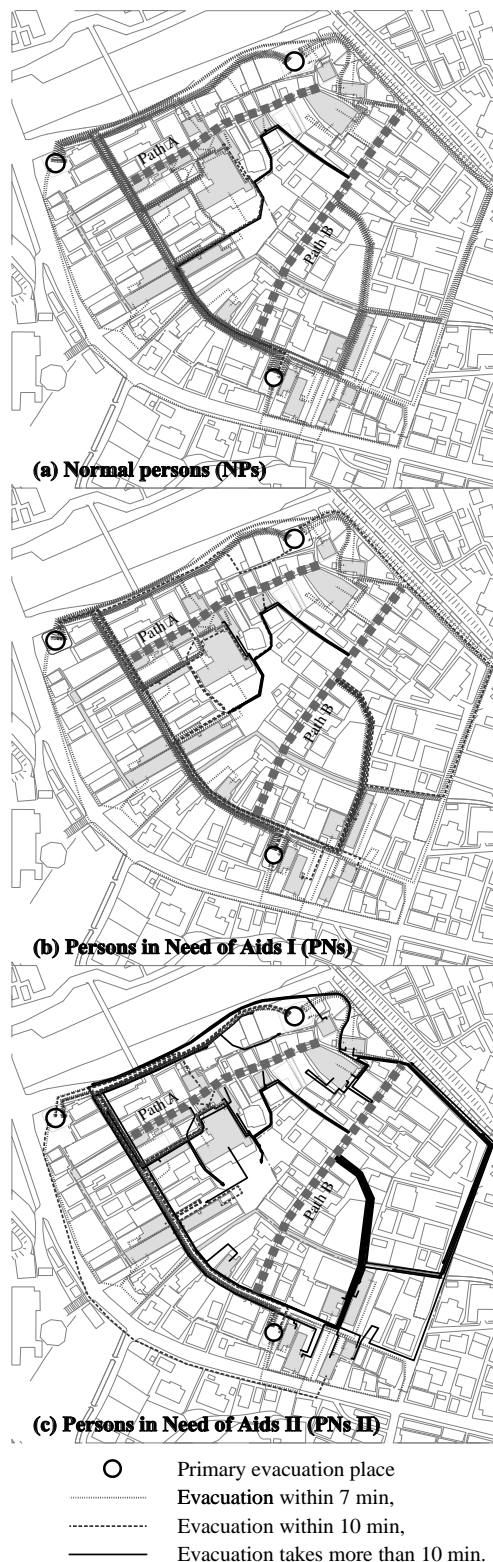 Path A
Path B
(a) Normal persons (NPs)
Path A
Path B
(b) Persons in Need of Aids I (PNs)
Path A
Path B
(c) Persons in Need of Aids II (PNs II)
Primary evacuation place
Evacuation within 7 min,
Evacuation within 10 min,
Evacuation takes more than 10 min.